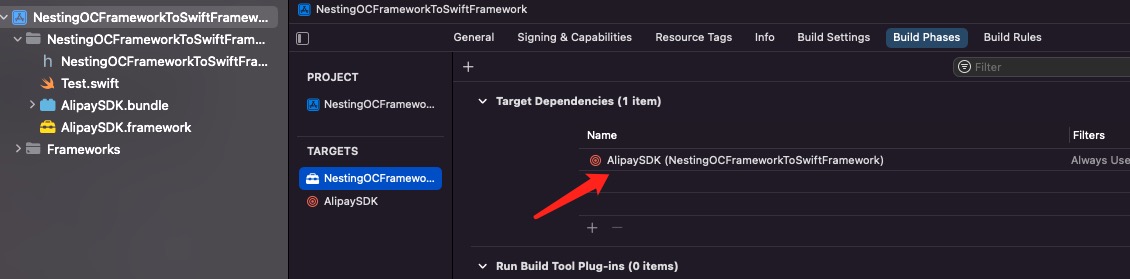 NestingOCFrameworkToSwiftFramew...
NestingOCFrameworkToSwiftFram...
h NestingOCFrameworkToSwiftFra...
Test.swift
AlipaySDK.bundle
AlipaySDK.framework
Frameworks
NestingOCFrameworkToSwiftFramework
General Signing & Capabilities Resource Tags Info Build Settings Build Phases Build Rules
PROJECT
NestingOCFramewo...
TARGETS
NestingOCFramewo...
AlipaySDK
+ Filter
Target Dependencies (1 item)
Name Filters
AlipaySDK (NestingOCFrameworkToSwiftFramework) Always Use
+ −
Run Build Tool Plug-ins (0 items)